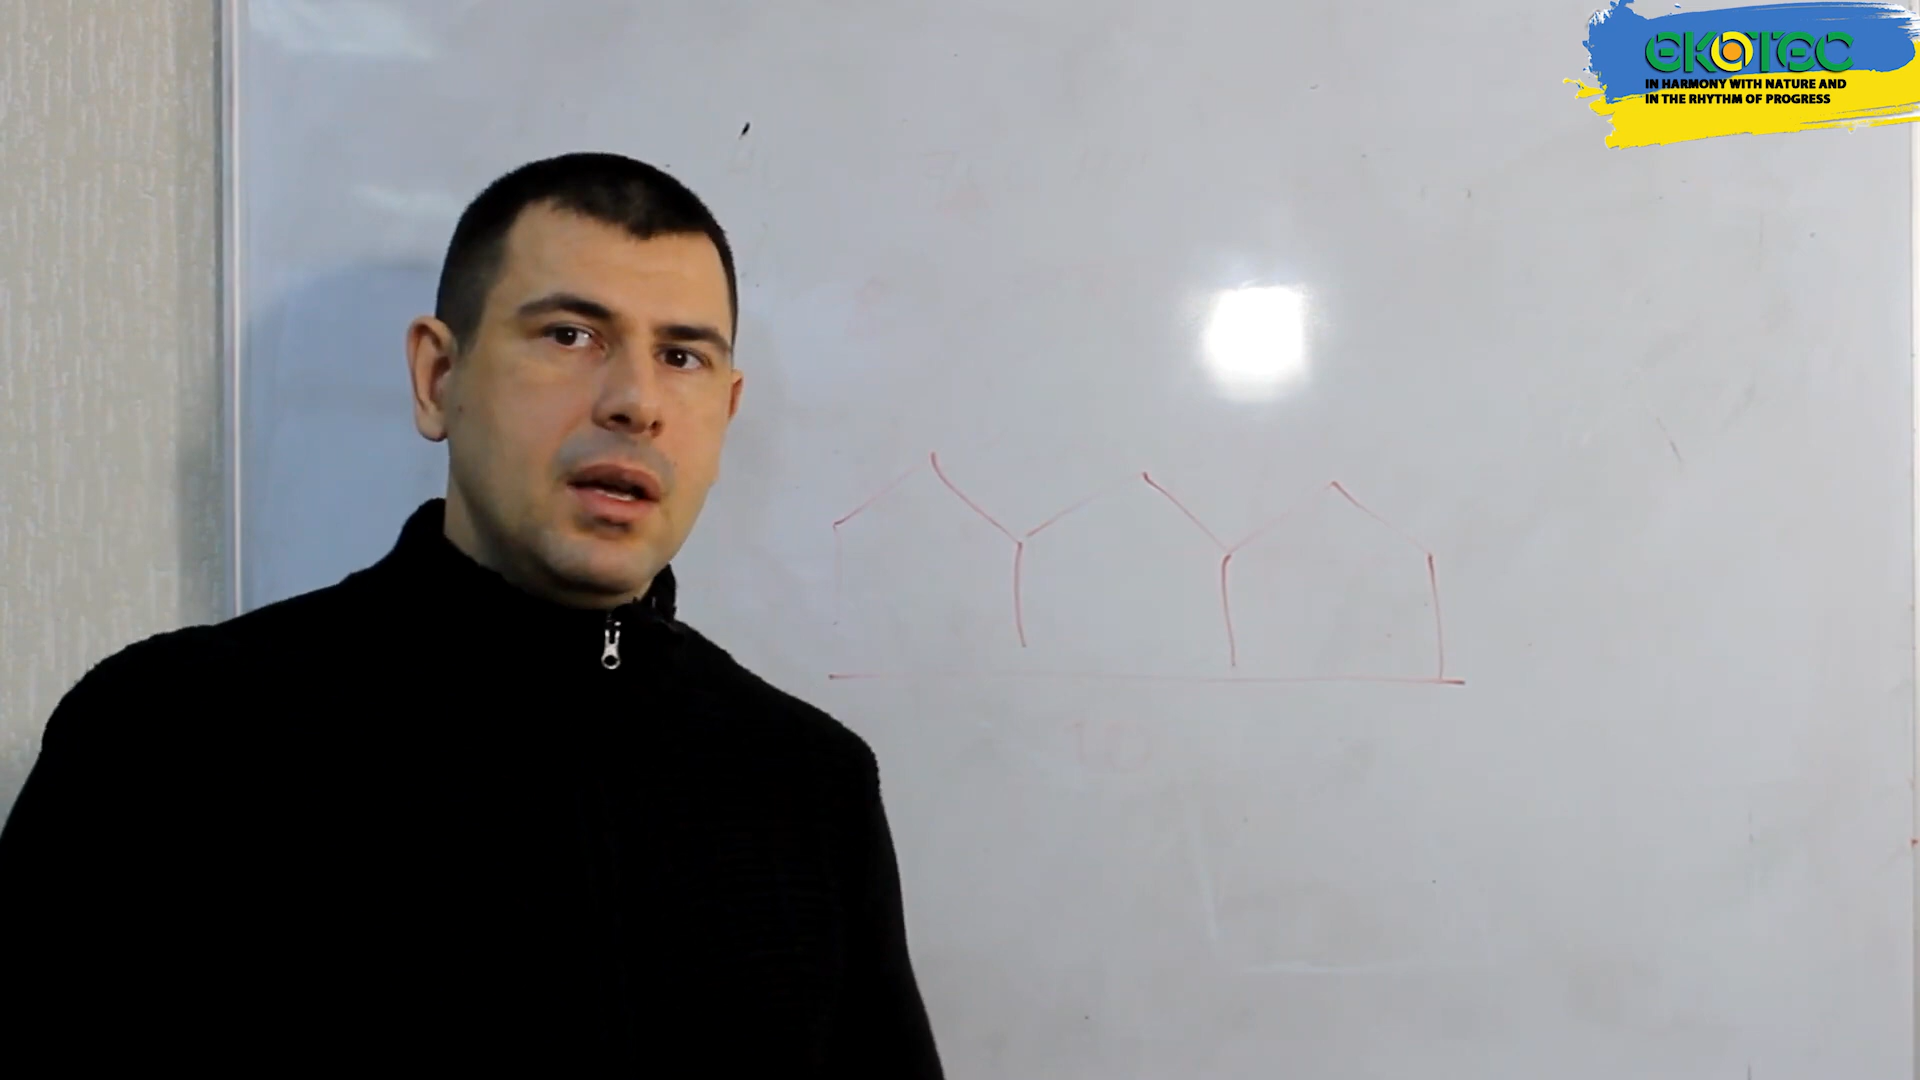 EKOTEC
IN HARMONY WITH NATURE AND
IN THE RHYTHM OF PROGRESS